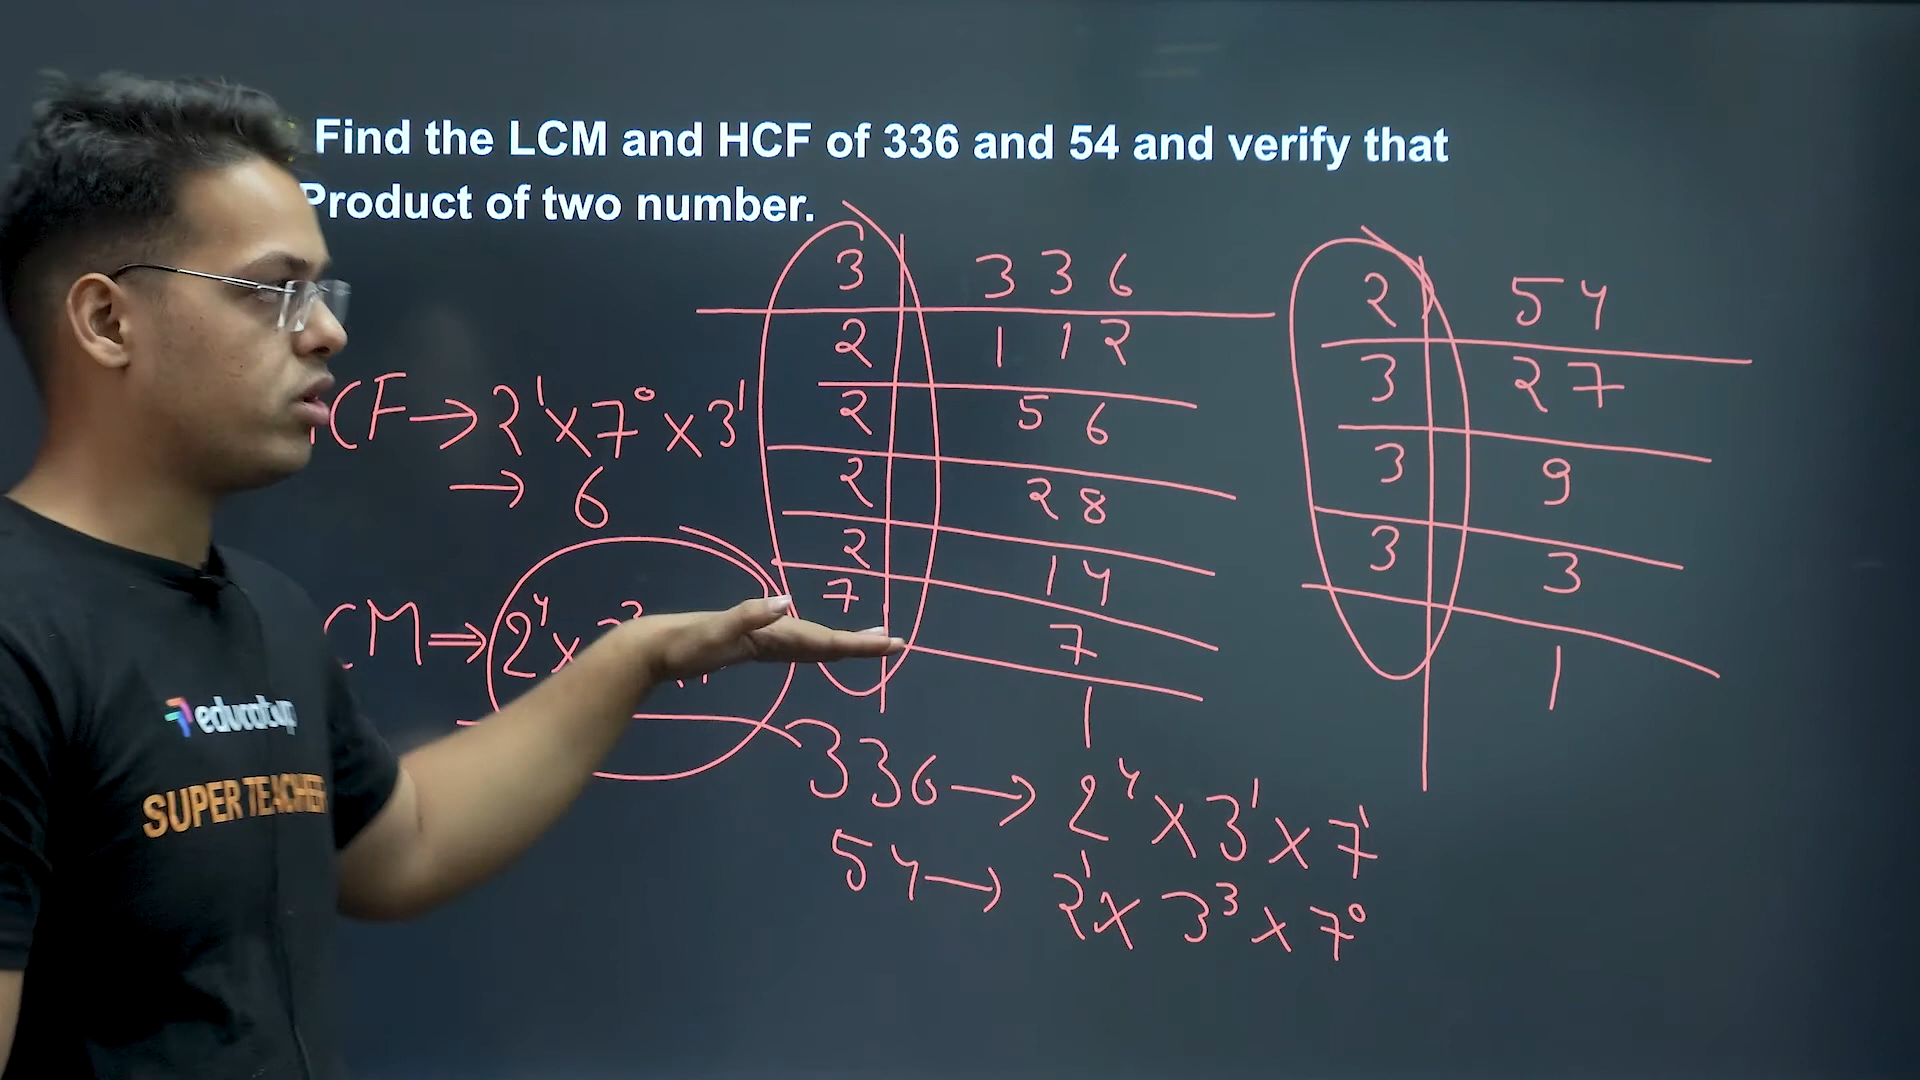 Find the LCM and HCF of 336 and 54 and verify that
Product of two number.
3 | 336
2 | 112
2 | 56
2 | 28
2 | 14
7 | 7
1
2 | 54
3 | 27
3 | 9
3 | 3
1
CF → 2¹ × 7⁰ × 3¹
→ 6
CM ⇒ 2⁴ ×
336 → 2⁴ × 3¹ × 7¹
54 → 2¹ × 3³ × 7⁰
educatup
SUPER TEACHER